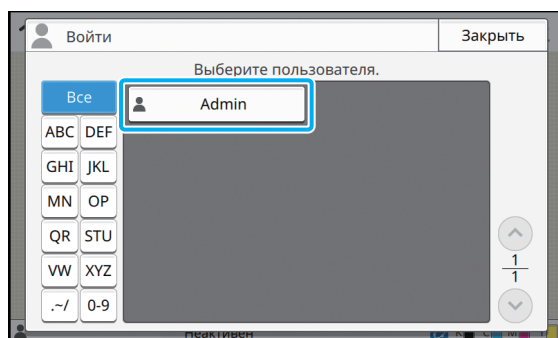 Войти
Закрыть
Выберите пользователя.
Все
Admin
ABC DEF
GHI JKL
MN OP
QR STU
VW XYZ
.~/ 0-9
1
1
Неактивен
K C M